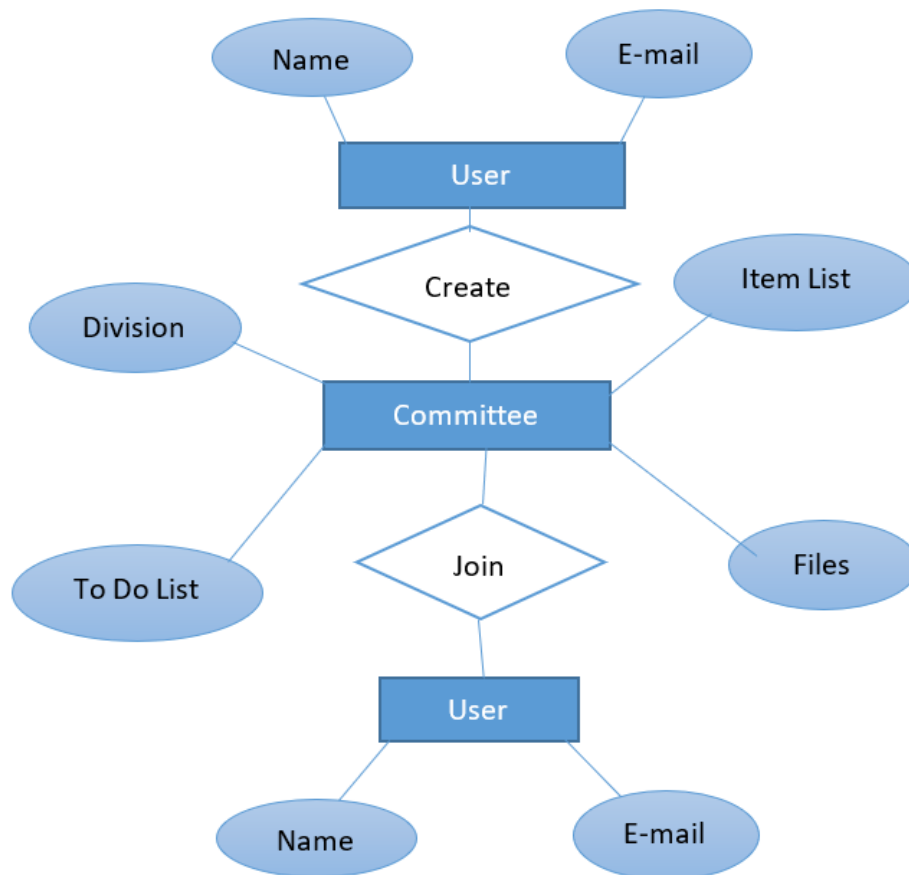 Name
E-mail
User
Create
Item List
Division
Committee
Join
Files
To Do List
User
Name
E-mail